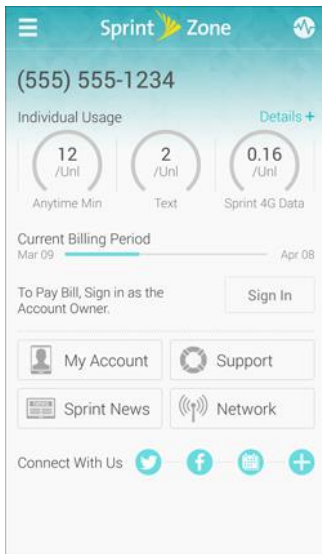 Sprint Zone
(555) 555-1234
Individual Usage Details +
12 2 0.16
/Unl /Unl /Unl
Anytime Min Text Sprint 4G Data
Current Billing Period
Mar 09 Apr 08
To Pay Bill, Sign in as the
Account Owner.
Sign In
My Account Support
Sprint News Network
Connect With Us